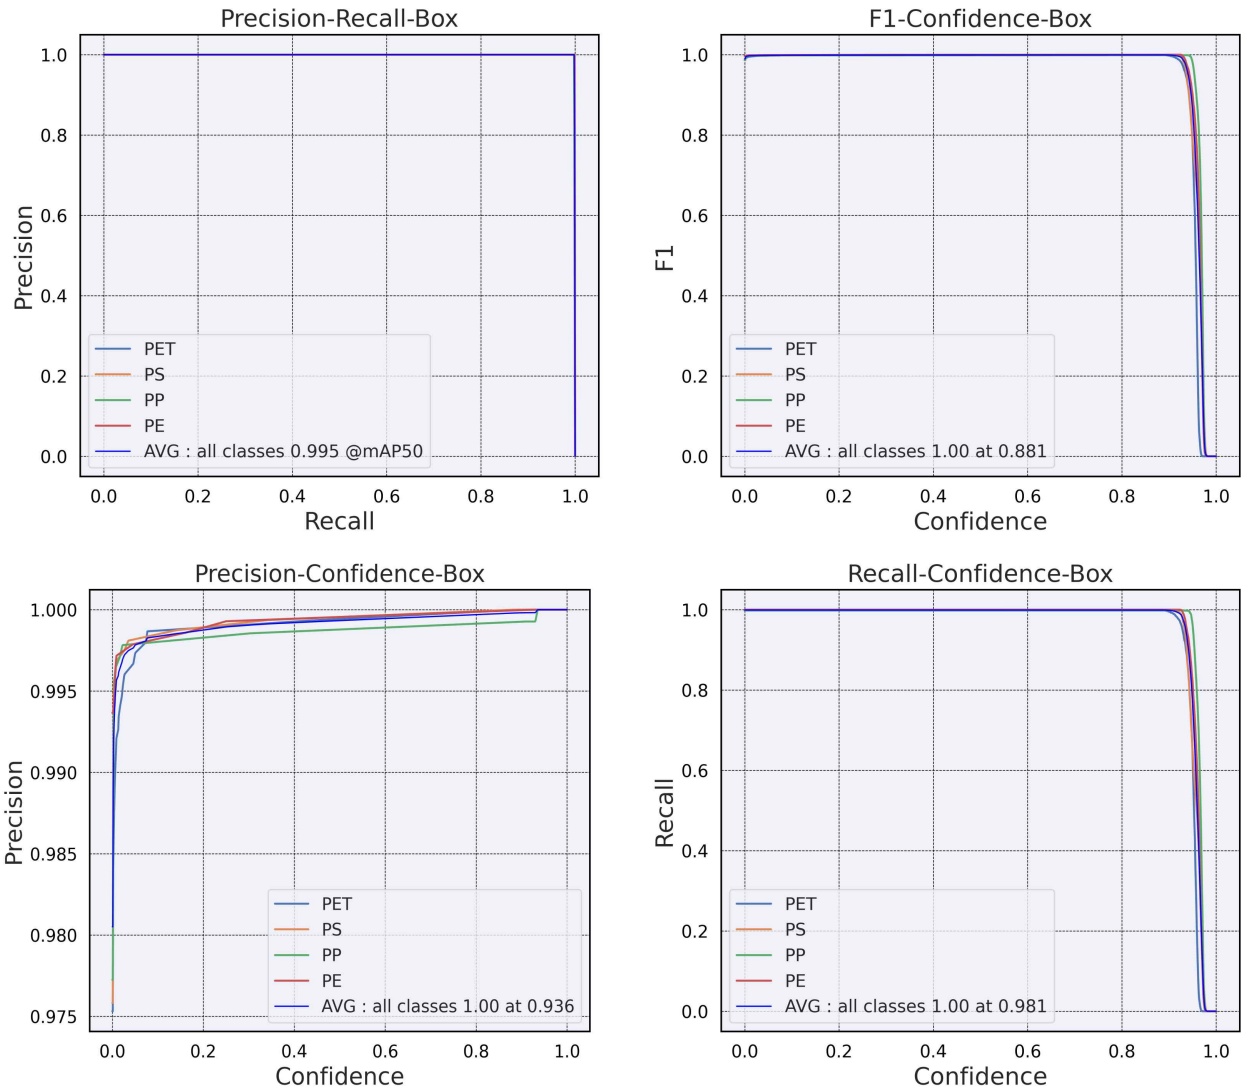 Precision-Recall-Box
1.0
0.8
0.6
0.4
0.2
0.0
Precision
PET
PS
PP
PE
AVG : all classes 0.995 @mAP50
0.0 0.2 0.4 0.6 0.8 1.0
Recall
F1-Confidence-Box
1.0
0.8
0.6
0.4
0.2
0.0
F1
PET
PS
PP
PE
AVG : all classes 1.00 at 0.881
0.0 0.2 0.4 0.6 0.8 1.0
Confidence
Precision-Confidence-Box
1.000
0.995
0.990
0.985
0.980
0.975
Precision
PET
PS
PP
PE
AVG : all classes 1.00 at 0.936
0.0 0.2 0.4 0.6 0.8 1.0
Confidence
Recall-Confidence-Box
1.0
0.8
0.6
0.4
0.2
0.0
Recall
PET
PS
PP
PE
AVG : all classes 1.00 at 0.981
0.0 0.2 0.4 0.6 0.8 1.0
Confidence